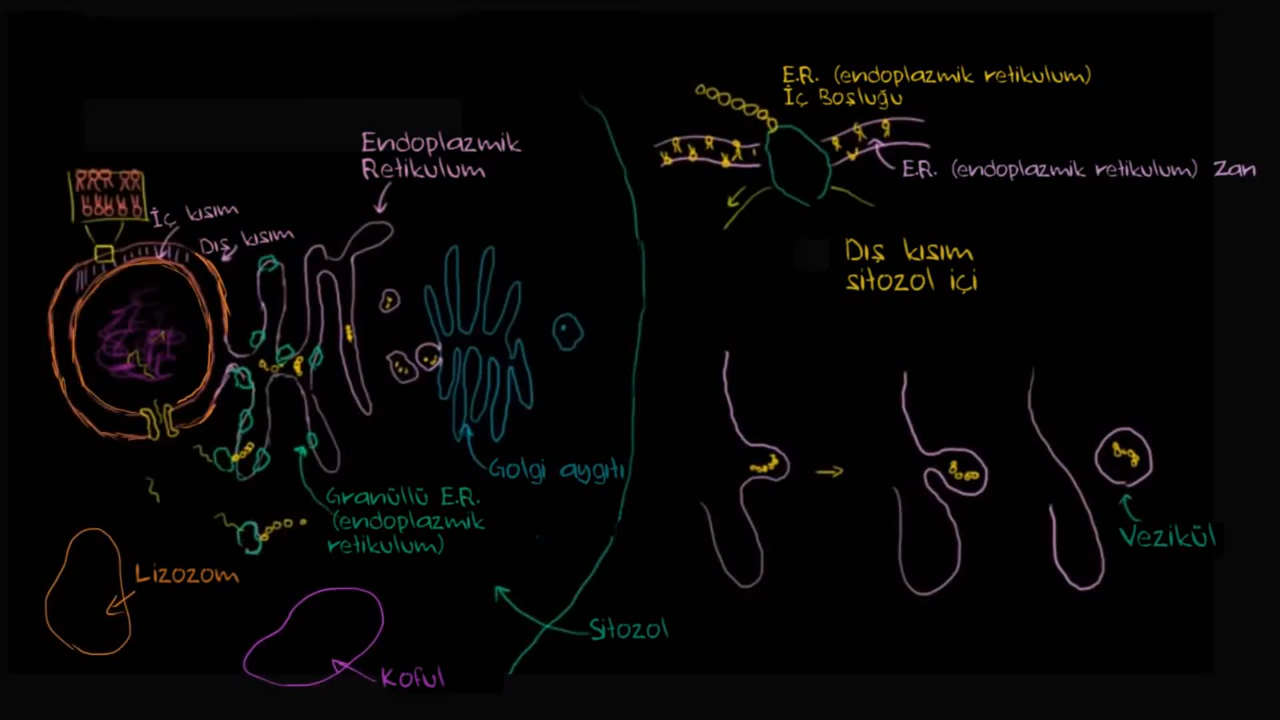 E.R. (endoplazmik retikulum)
İç Boşluğu
Endoplazmik
Retikulum
E.R. (endoplazmik retikulum) Zarı
İç kısım
Dış kısım
Dış kısım
sitozol içi
Golgi aygıtı
Granüllü E.R.
(endoplazmik
retikulum)
Vezikül
Lizozom
Sitozol
Koful